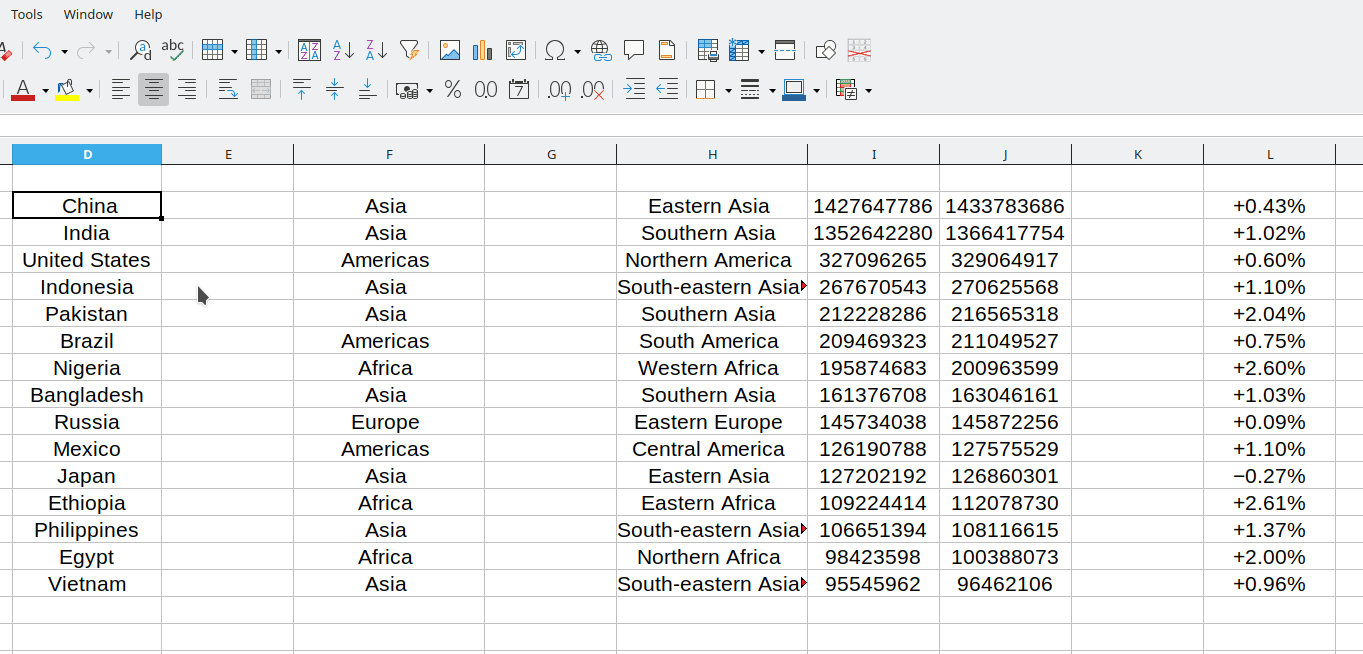 Tools Window Help
abc
A % 0.0 7 .00 .00
D E F G H I J K L
China Asia Eastern Asia 1427647786 1433783686 +0.43%
India Asia Southern Asia 1352642280 1366417754 +1.02%
United States Americas Northern America 327096265 329064917 +0.60%
Indonesia Asia South-eastern Asia 267670543 270625568 +1.10%
Pakistan Asia Southern Asia 212228286 216565318 +2.04%
Brazil Americas South America 209469323 211049527 +0.75%
Nigeria Africa Western Africa 195874683 200963599 +2.60%
Bangladesh Asia Southern Asia 161376708 163046161 +1.03%
Russia Europe Eastern Europe 145734038 145872256 +0.09%
Mexico Americas Central America 126190788 127575529 +1.10%
Japan Asia Eastern Asia 127202192 126860301 −0.27%
Ethiopia Africa Eastern Africa 109224414 112078730 +2.61%
Philippines Asia South-eastern Asia 106651394 108116615 +1.37%
Egypt Africa Northern Africa 98423598 100388073 +2.00%
Vietnam Asia South-eastern Asia 95545962 96462106 +0.96%